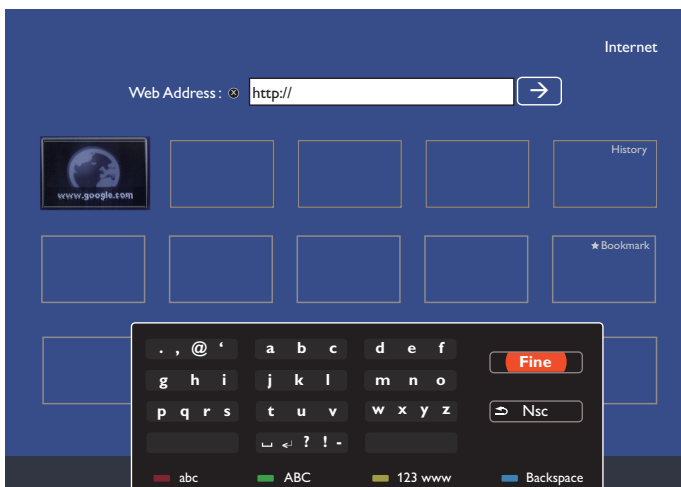 Internet
Web Address : http://
www.google.com
History
★ Bookmark
. , @ ‘ a b c d e f
Fine
g h i j k l m n o
p q r s t u v w x y z
Nsc
? ! -
abc ABC 123 www Backspace